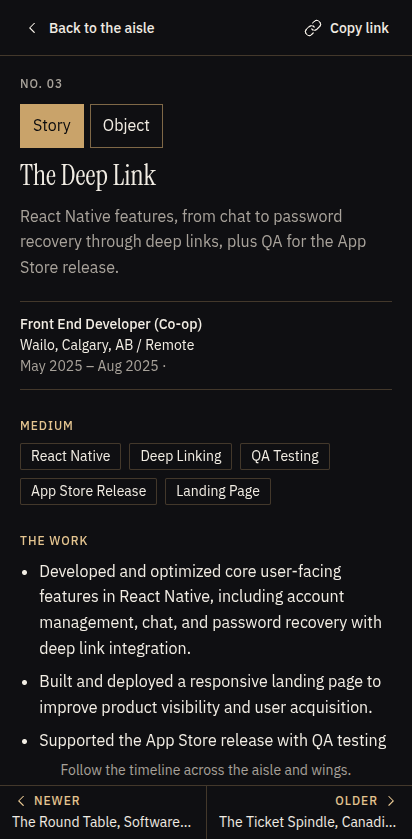 Back to the aisle
Copy link
NO. 03
Story
Object
The Deep Link
React Native features, from chat to password
recovery through deep links, plus QA for the App
Store release.
Front End Developer (Co-op)
Wailo, Calgary, AB / Remote
May 2025 – Aug 2025 ·
MEDIUM
React Native
Deep Linking
QA Testing
App Store Release
Landing Page
THE WORK
• Developed and optimized core user-facing
features in React Native, including account
management, chat, and password recovery with
deep link integration.
• Built and deployed a responsive landing page to
improve product visibility and user acquisition.
• Supported the App Store release with QA testing
Follow the timeline across the aisle and wings.
NEWER
The Round Table, Software...
OLDER
The Ticket Spindle, Canadi...